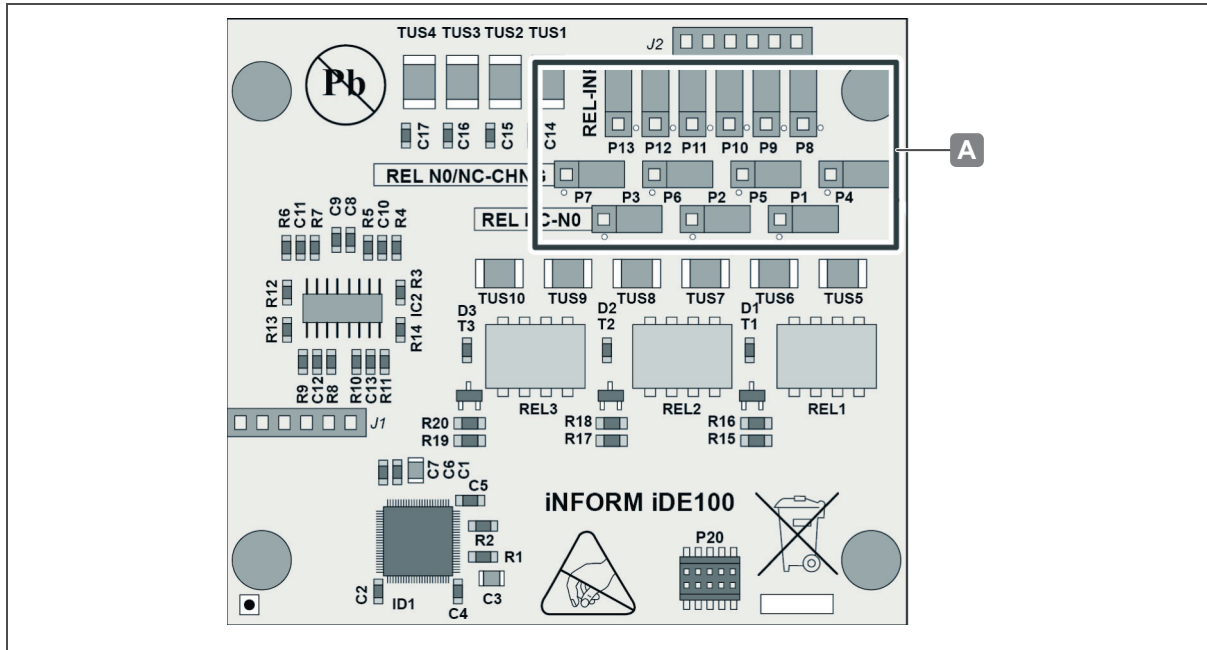 TUS4 TUS3 TUS2 TUS1
J2
Pb
REL-IN
C17 C16 C15 C14
P13 P12 P11 P10 P9 P8
A
REL N0/NC-CHN
P7 P3 P6 P2 P5 P1 P4
REL NC-N0
R6 C11 R7 C9 C8 R5 C10 R4
TUS10 TUS9 TUS8 TUS7 TUS6 TUS5
R12 R3
IC2
R13 R14
D3 D2 D1
T3 T2 T1
R9 C12 R8 R10 C13 R11
REL3 REL2 REL1
J1
R20 R18 R16
R19 R17 R15
C7 C6 C1
C5
iNFORM iDE100
R2
P20
R1
C2 ID1 C4 C3